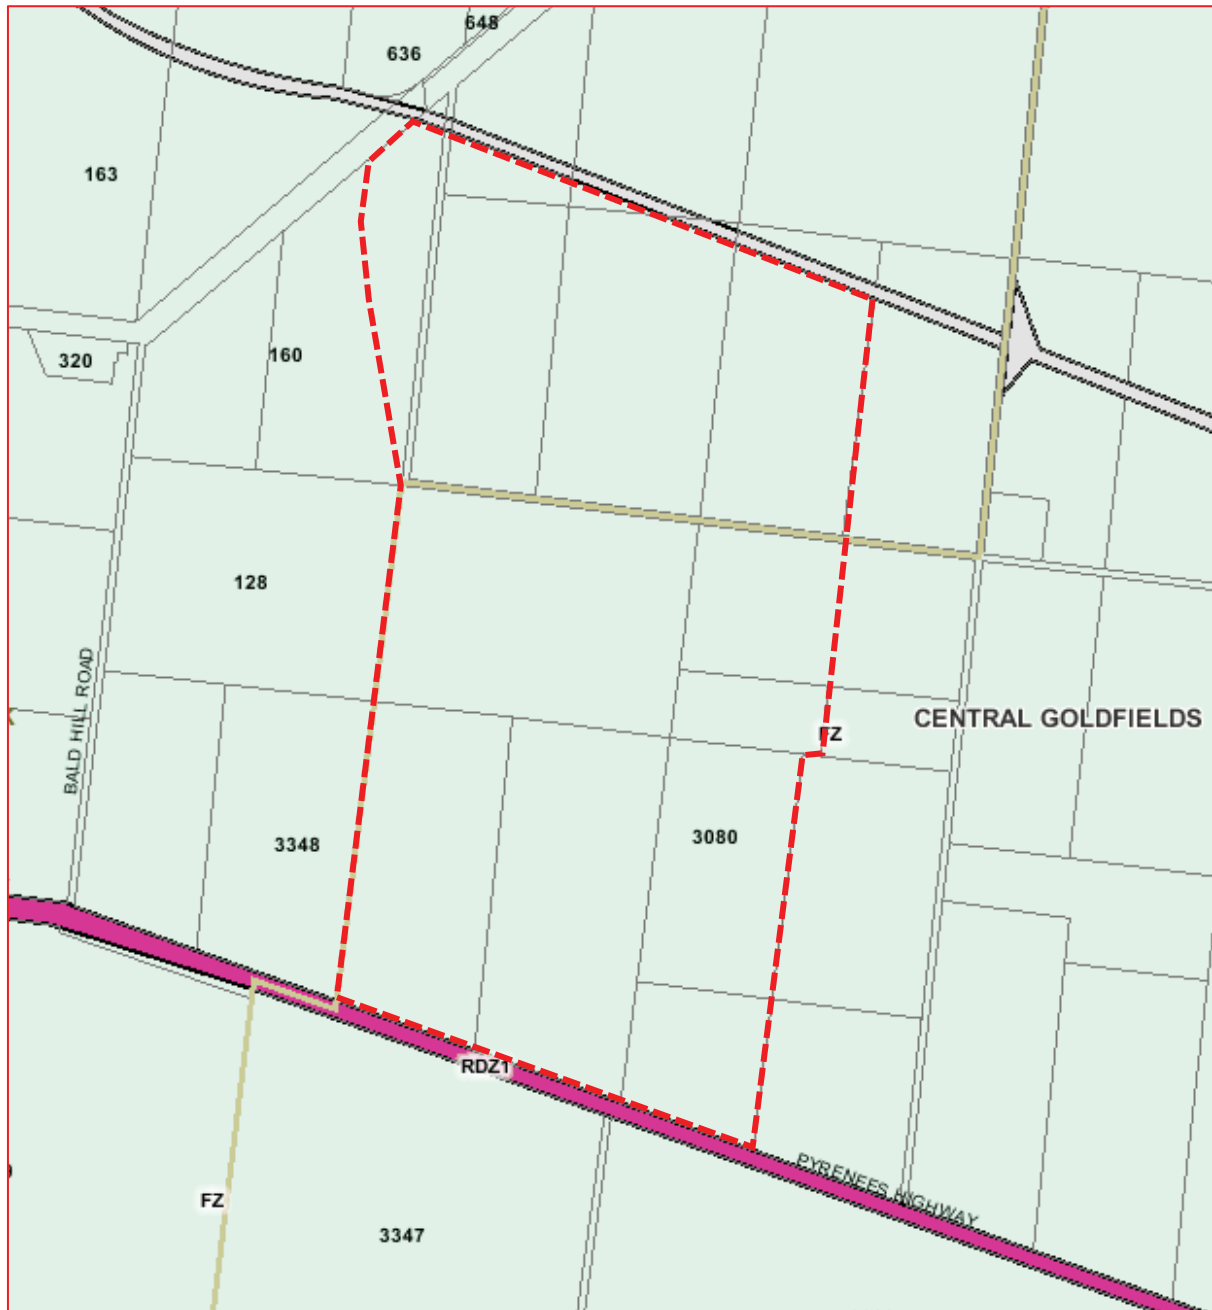 648
636
163
320
160
128
BALD HILL ROAD
CENTRAL GOLDFIELDS
FZ
3348
3080
RDZ1
PYRENEES HIGHWAY
FZ
3347